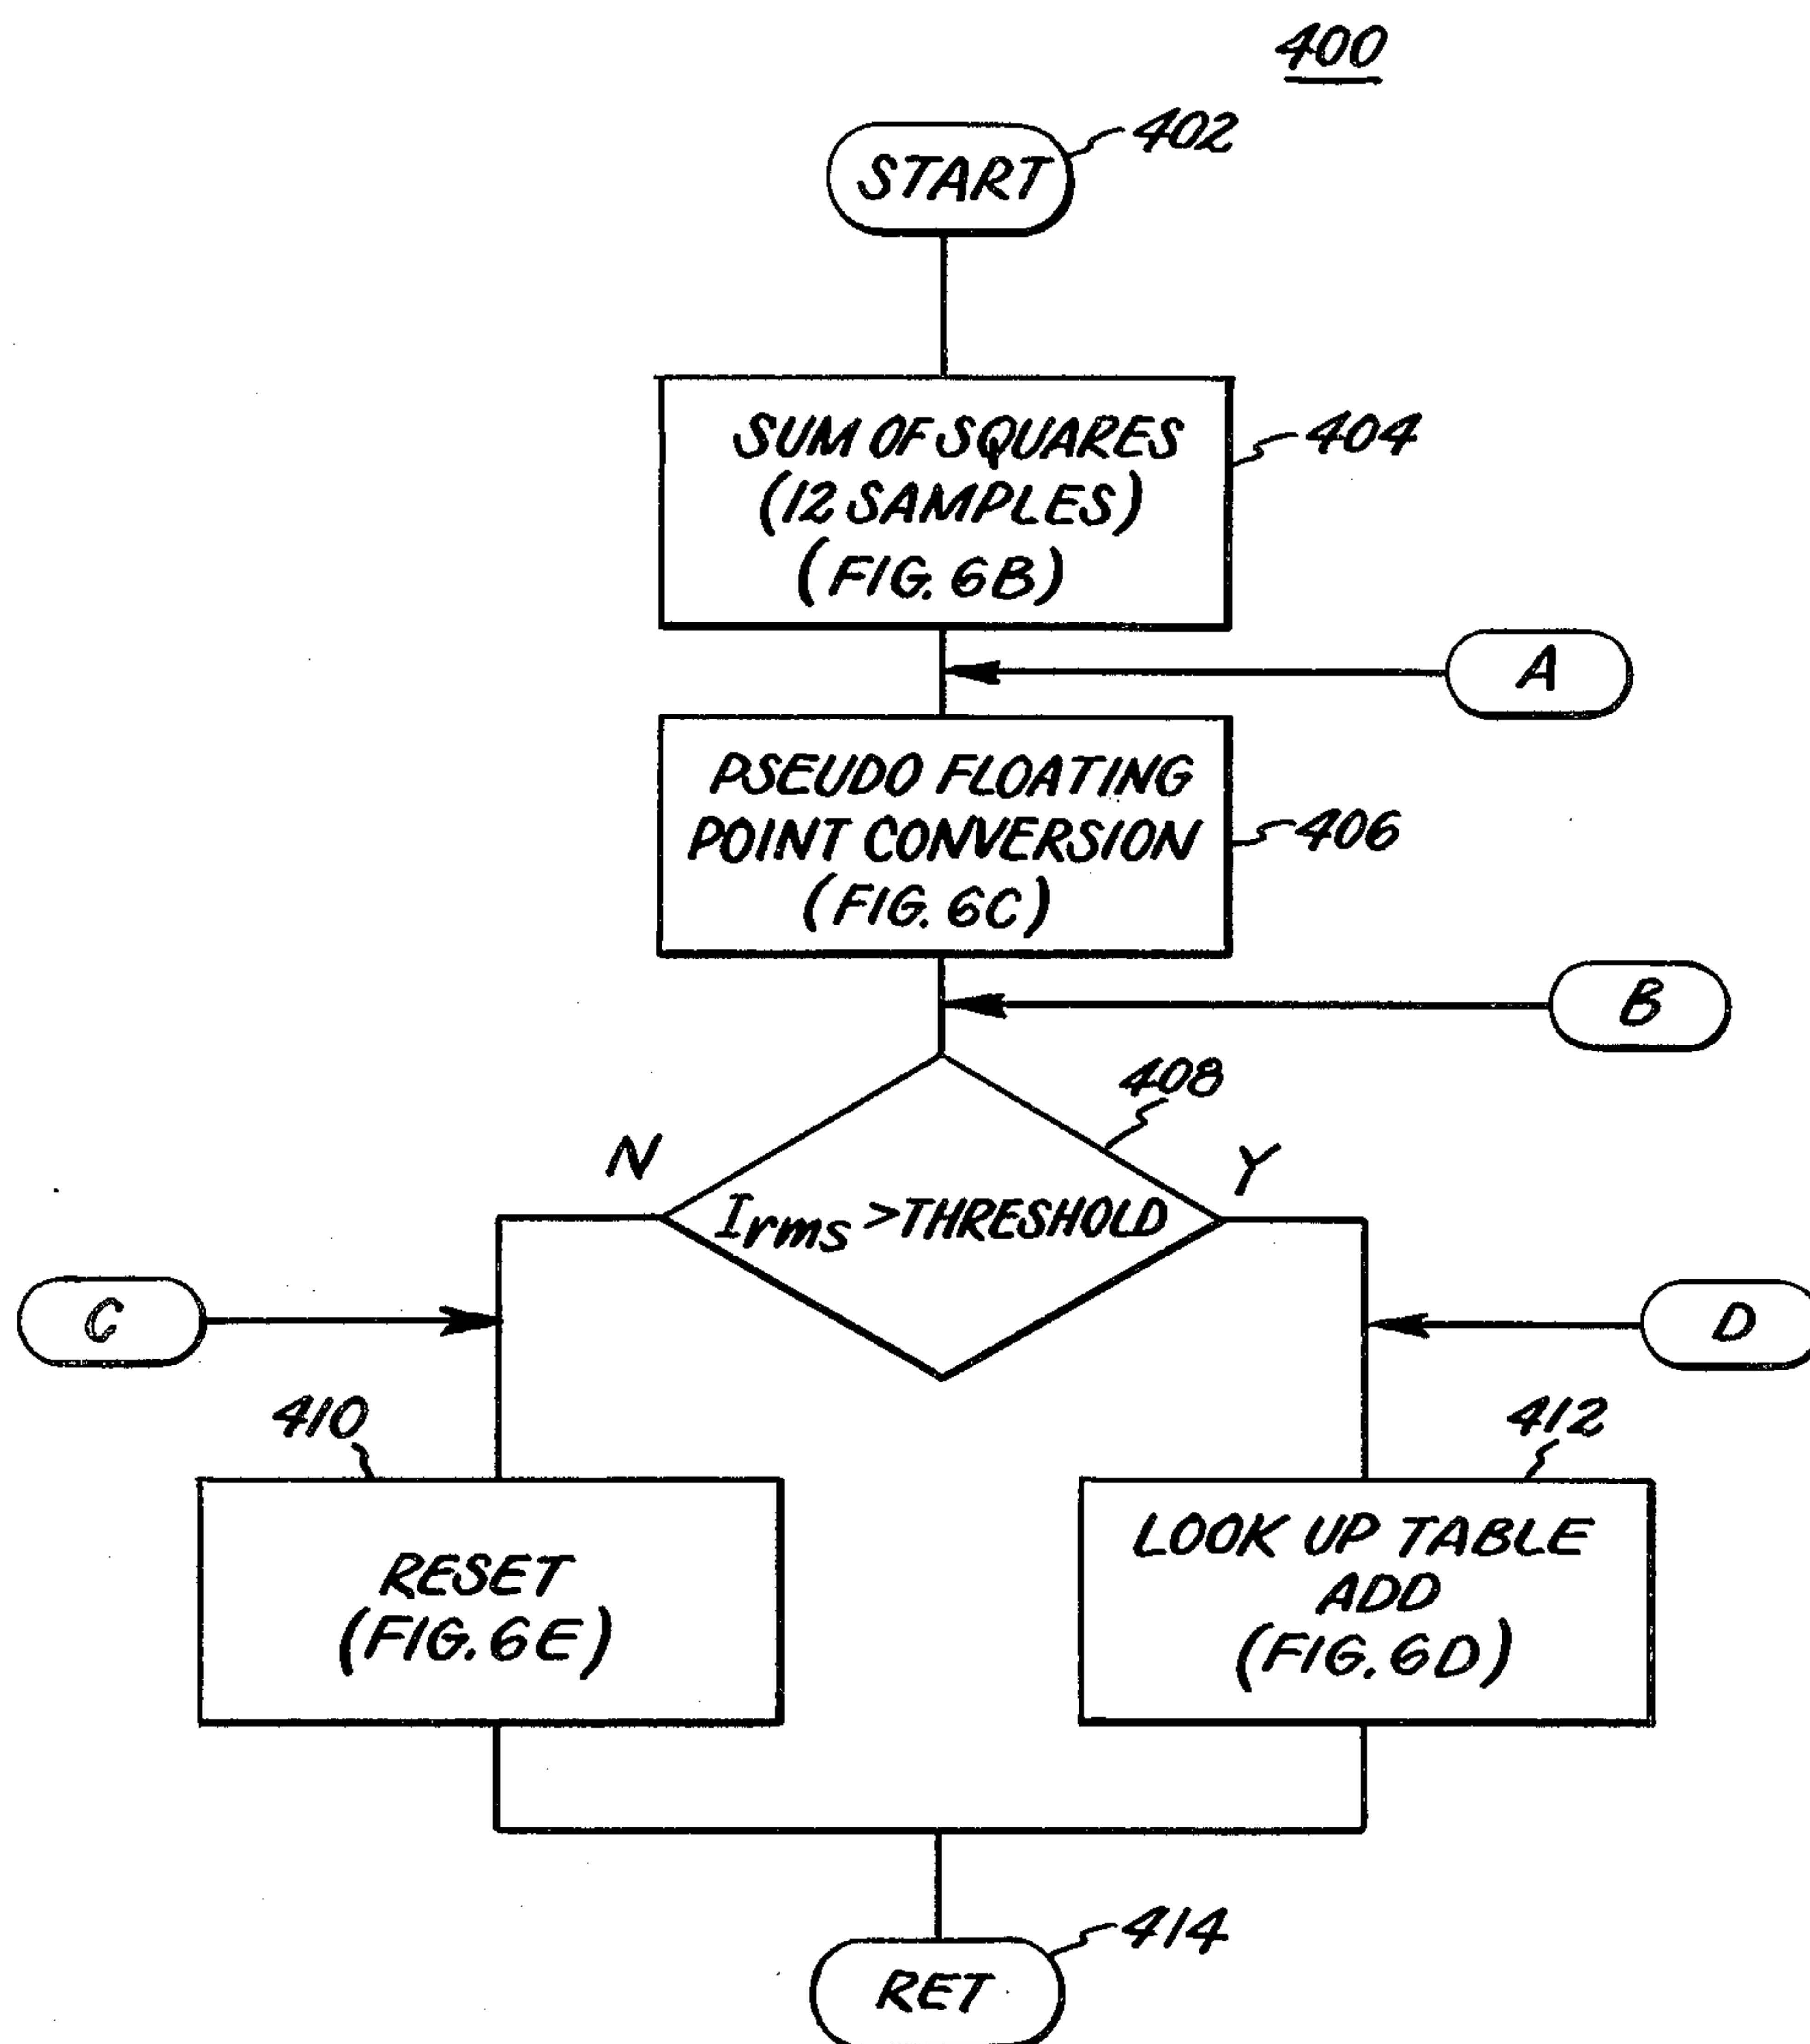 400
START
402
SUM OF SQUARES
(12 SAMPLES)
(FIG. 6B)
404
A
PSEUDO FLOATING
POINT CONVERSION
(FIG. 6C)
406
B
408
N
Y
Irms >THRESHOLD
C
D
410
412
RESET
(FIG. 6E)
LOOK UP TABLE
ADD
(FIG. 6D)
414
RET